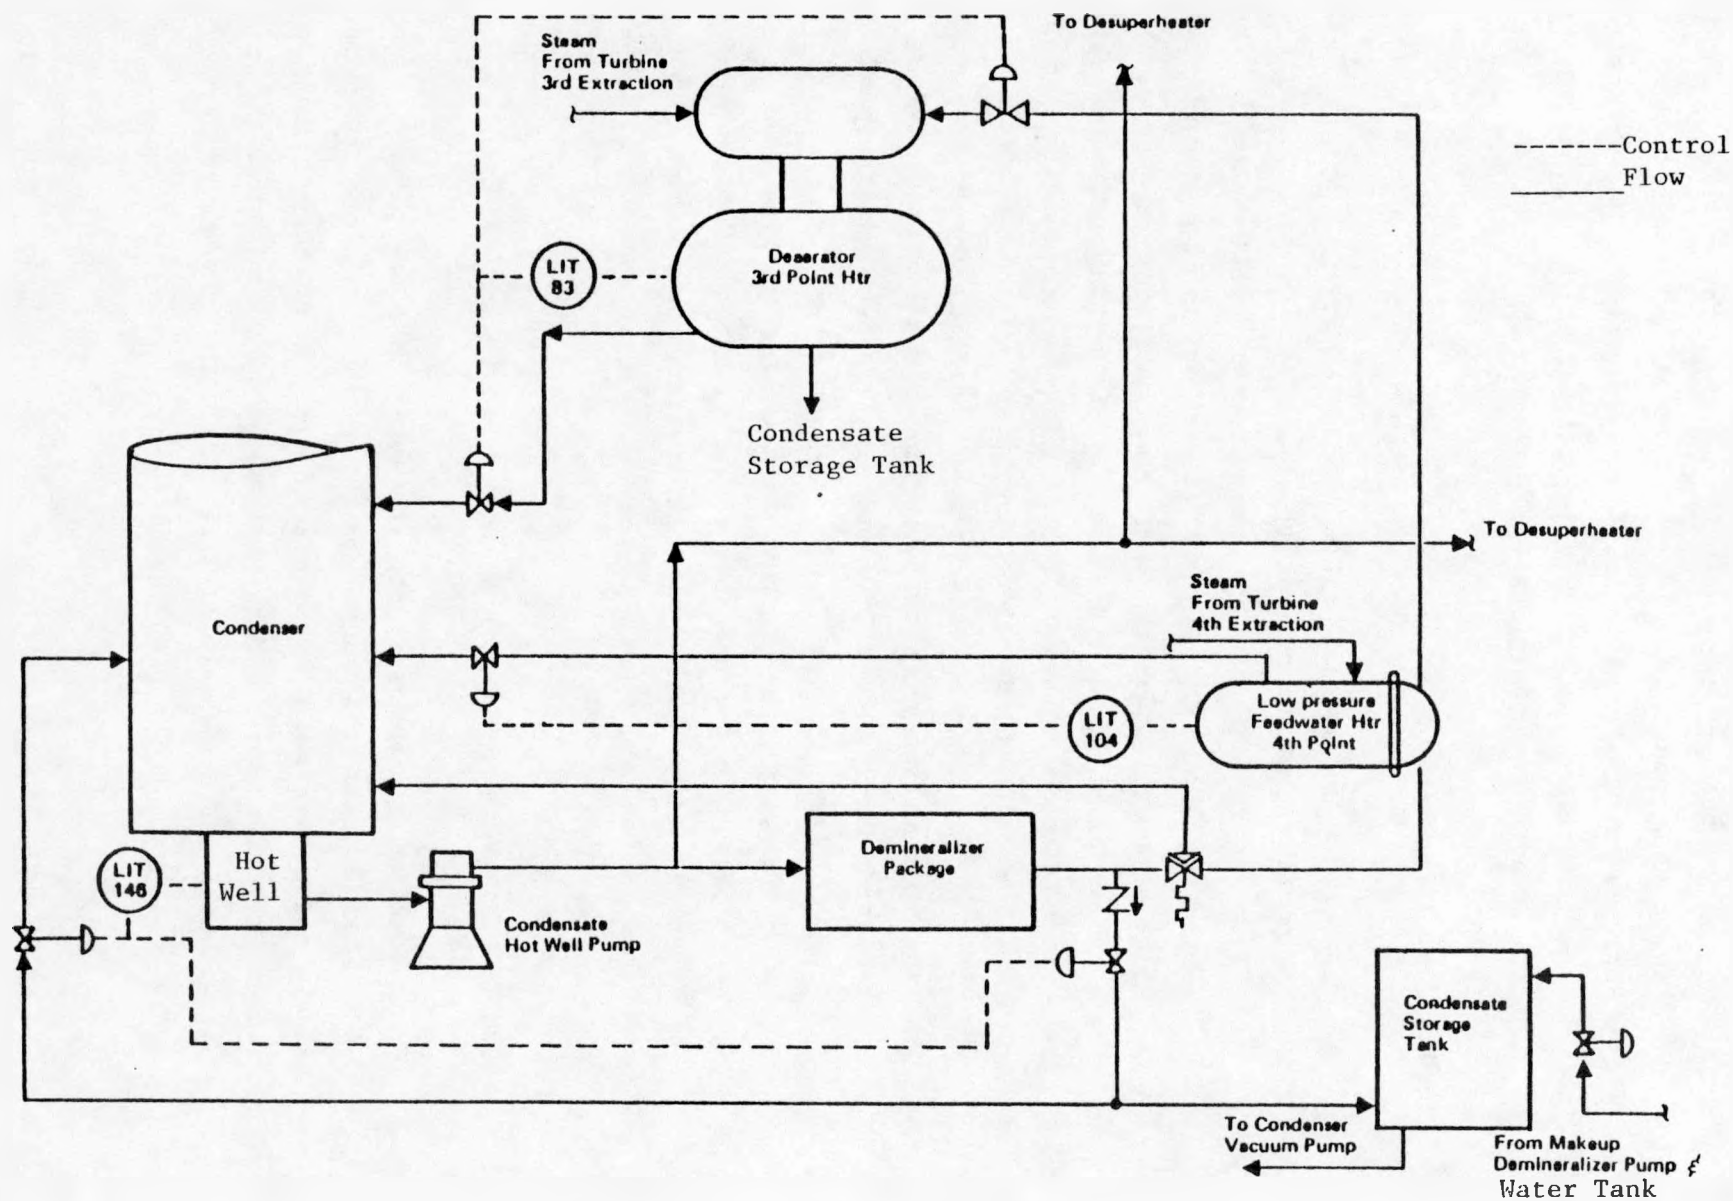 To Desuperheater
Steam
From Turbine
3rd Extraction
Control
Flow
LIT
83
Deaerator
3rd Point Htr
Condensate
Storage Tank
To Desuperheater
Steam
From Turbine
4th Extraction
Condenser
LIT
104
Low pressure
Feedwater Htr
4th Point
Demineralizer
Package
LIT
146
Hot
Well
Condensate
Hot Well Pump
Condensate
Storage
Tank
To Condenser
Vacuum Pump
From Makeup
Demineralizer Pump &
Water Tank